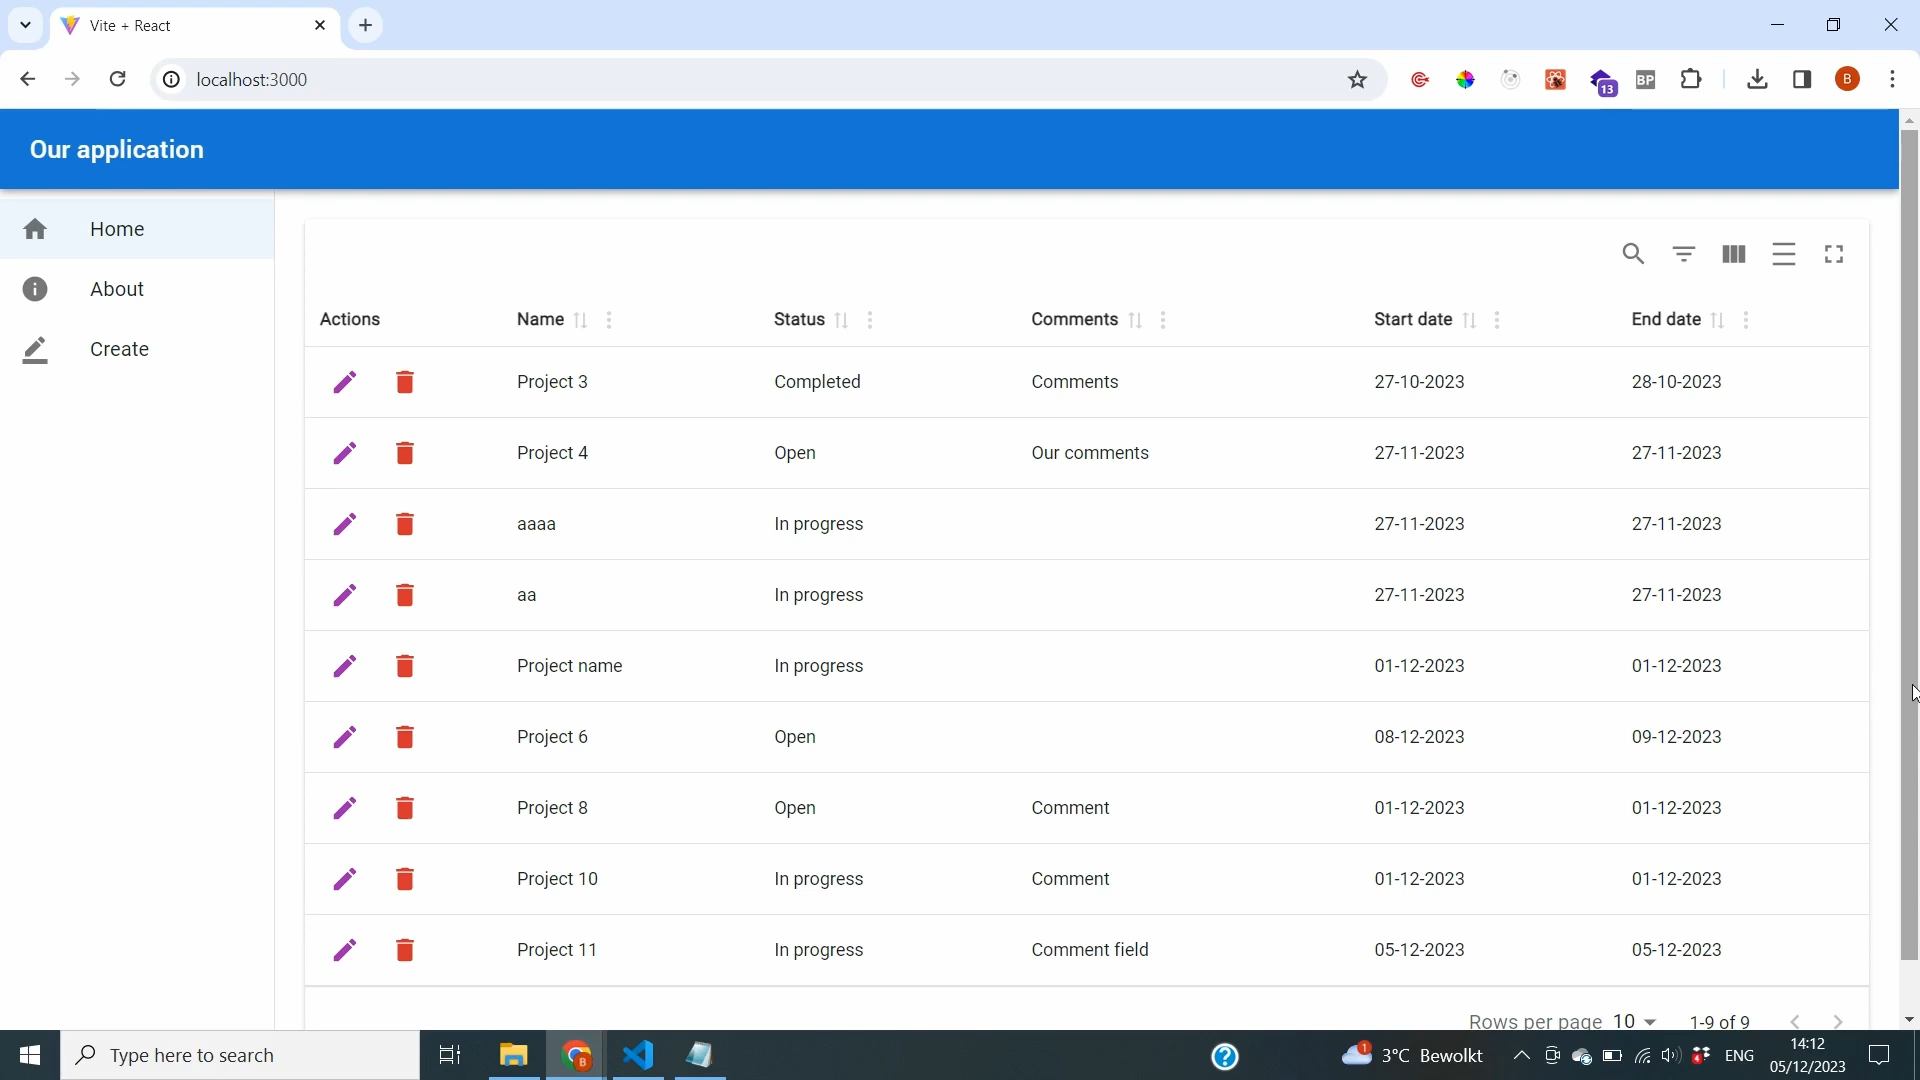 Vite + React
localhost:3000
13
BP
B
Our application
Home
About
Create
Actions Name Status Comments Start date End date
Project 3 Completed Comments 27-10-2023 28-10-2023
Project 4 Open Our comments 27-11-2023 27-11-2023
aaaa In progress 27-11-2023 27-11-2023
aa In progress 27-11-2023 27-11-2023
Project name In progress 01-12-2023 01-12-2023
Project 6 Open 08-12-2023 09-12-2023
Project 8 Open Comment 01-12-2023 01-12-2023
Project 10 In progress Comment 01-12-2023 01-12-2023
Project 11 In progress Comment field 05-12-2023 05-12-2023
Rows per page 10 1-9 of 9
Type here to search
B
1
3°C Bewolkt
4
ENG
14:12
05/12/2023